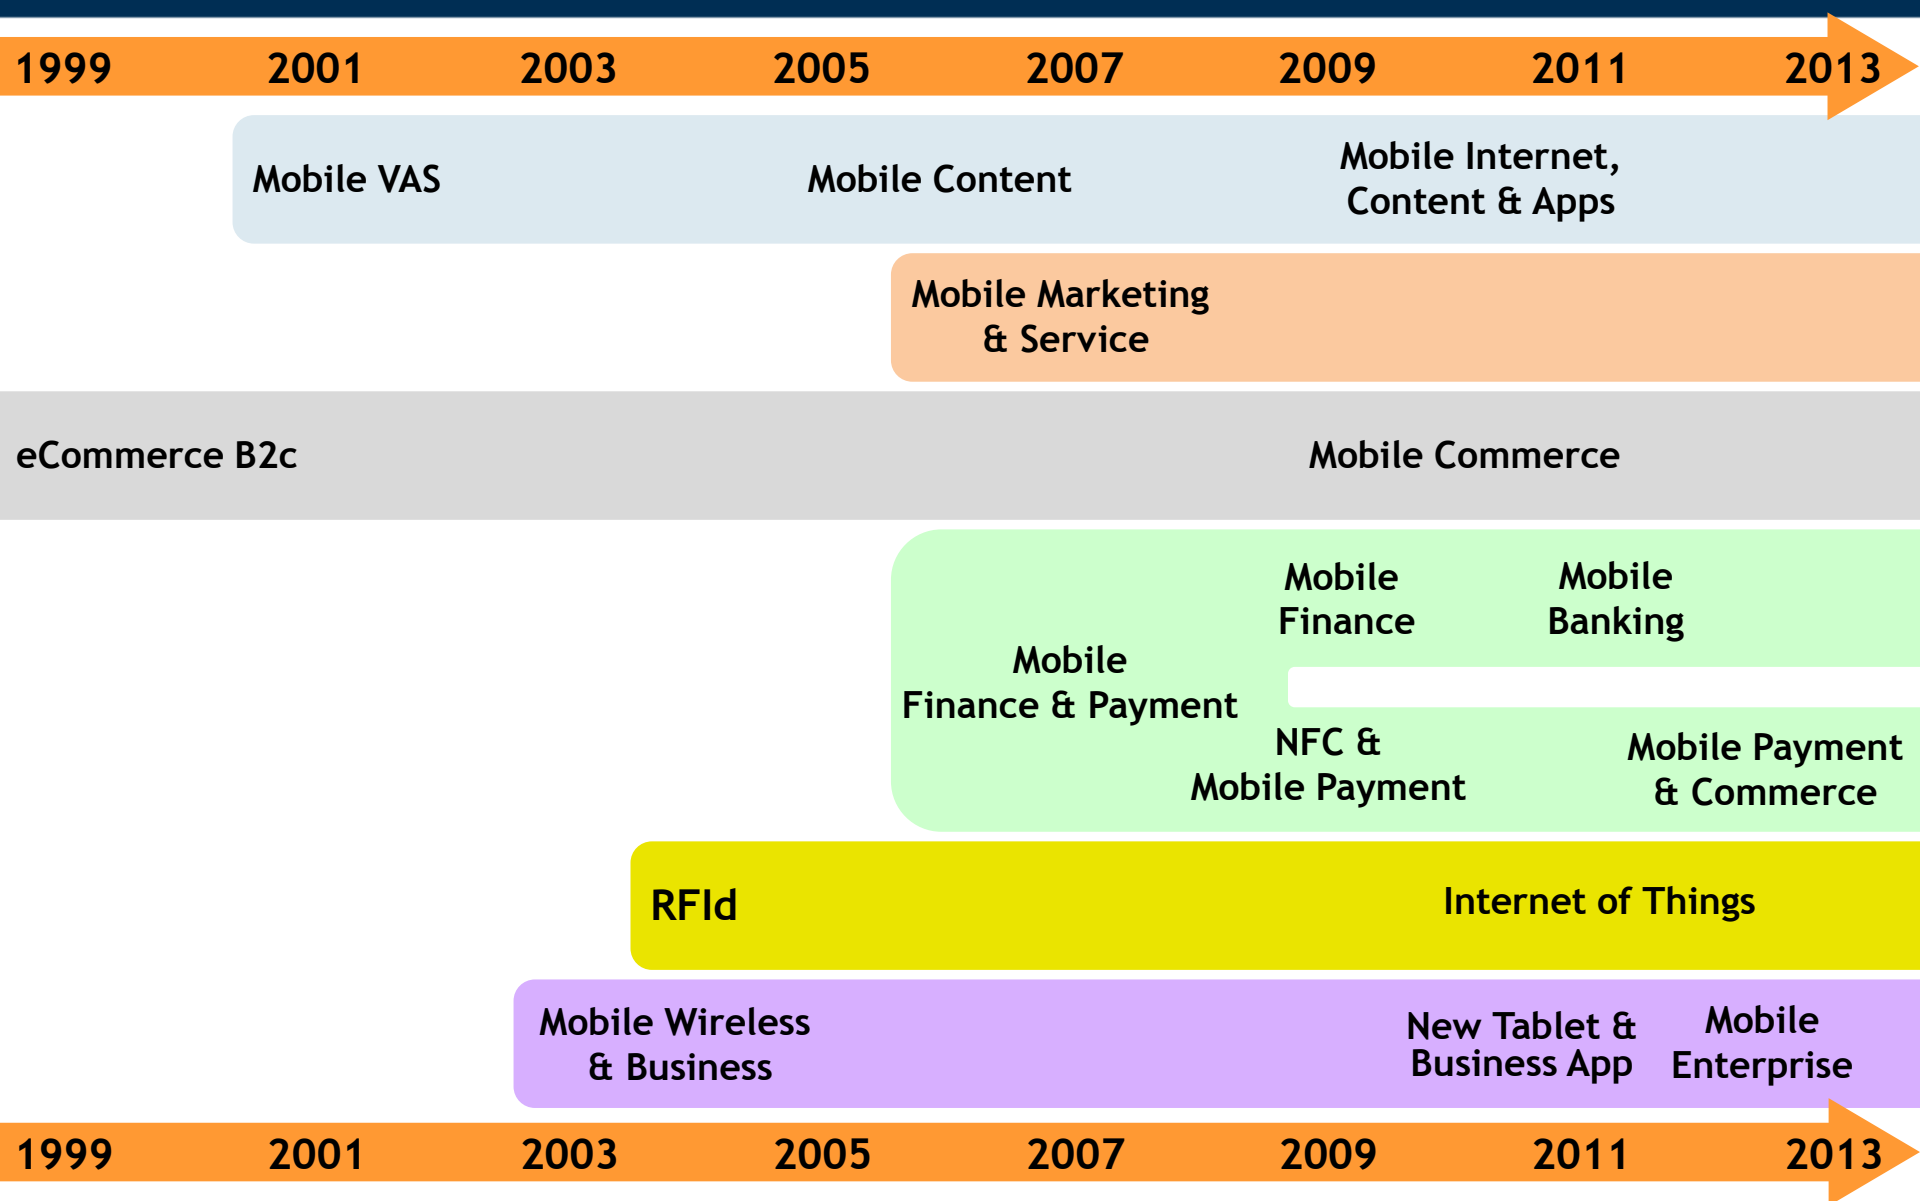 1999 2001 2003 2005 2007 2009 2011 2013
Mobile VAS
Mobile Content
Mobile Internet,
Content & Apps
Mobile Marketing
& Service
eCommerce B2c
Mobile Commerce
Mobile
Finance & Payment
Mobile
Finance
Mobile
Banking
NFC &
Mobile Payment
Mobile Payment
& Commerce
RFId
Internet of Things
Mobile Wireless
& Business
New Tablet &
Business App
Mobile
Enterprise
1999 2001 2003 2005 2007 2009 2011 2013